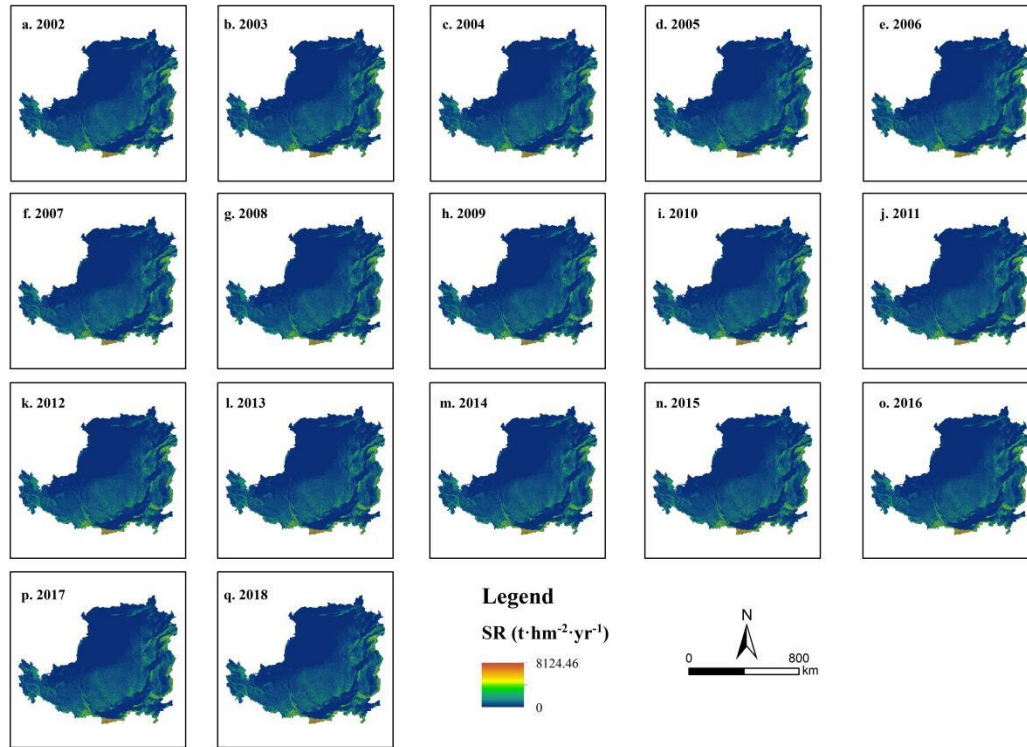 a. 2002
b. 2003
c. 2004
d. 2005
e. 2006
f. 2007
g. 2008
h. 2009
i. 2010
j. 2011
k. 2012
l. 2013
m. 2014
n. 2015
o. 2016
p. 2017
q. 2018
Legend
SR (t·hm⁻²·yr⁻¹)
8124.46
0
N
0 800
km